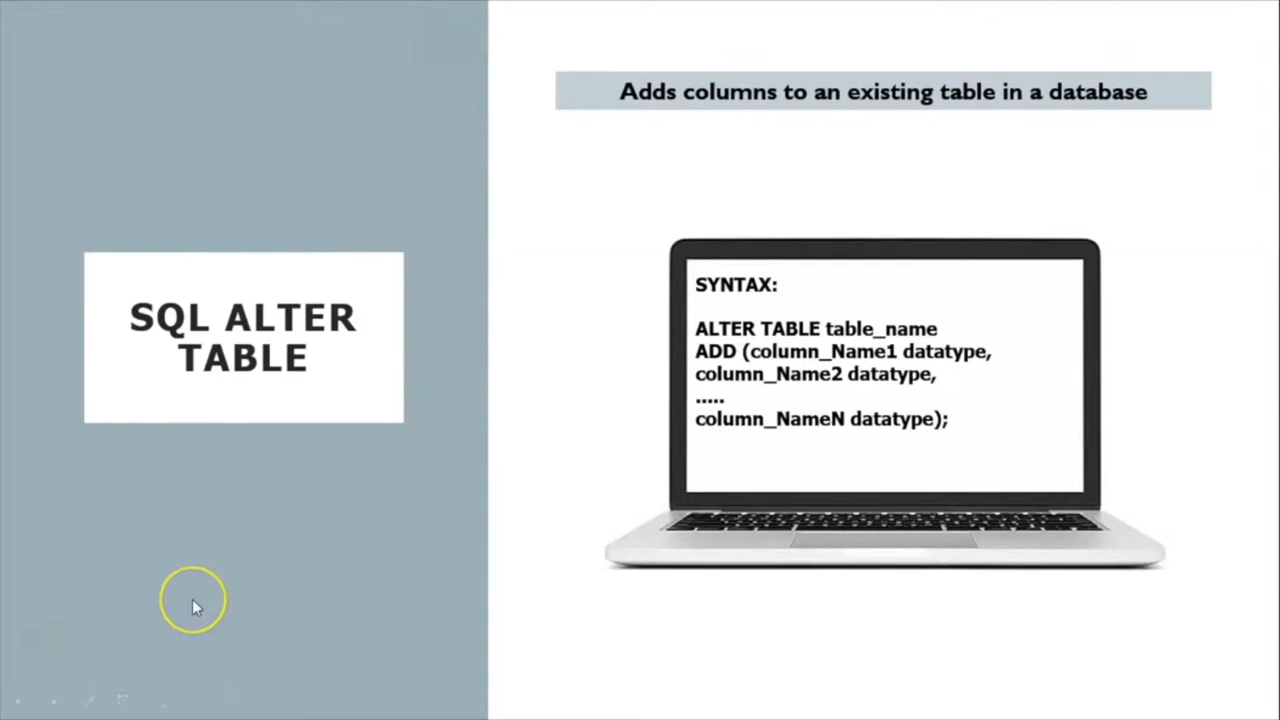 SQL ALTER
TABLE
Adds columns to an existing table in a database
SYNTAX:
ALTER TABLE table_name
ADD (column_Name1 datatype,
column_Name2 datatype,
.....
column_NameN datatype);